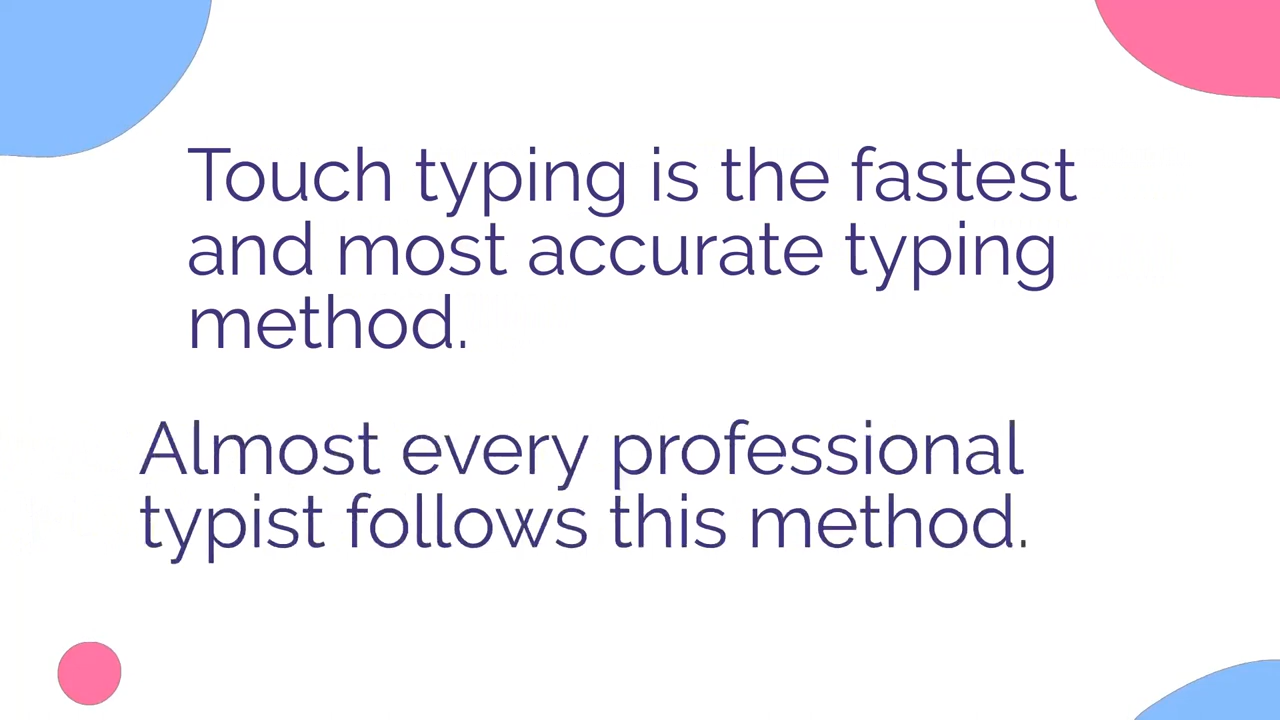 Touch typing is the fastest
and most accurate typing
method.
Almost every professional
typist follows this method.